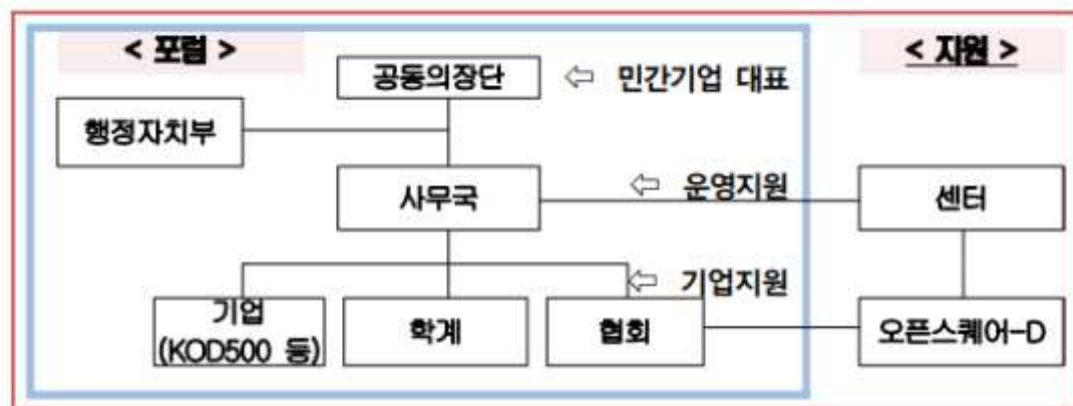 < 포럼 >
< 지원 >
공동의장단
⇦ 민간기업 대표
행정자치부
사무국
⇦ 운영지원
센터
⇦ 기업지원
기업
(KOD500 등)
학계
협회
오픈스퀘어-D